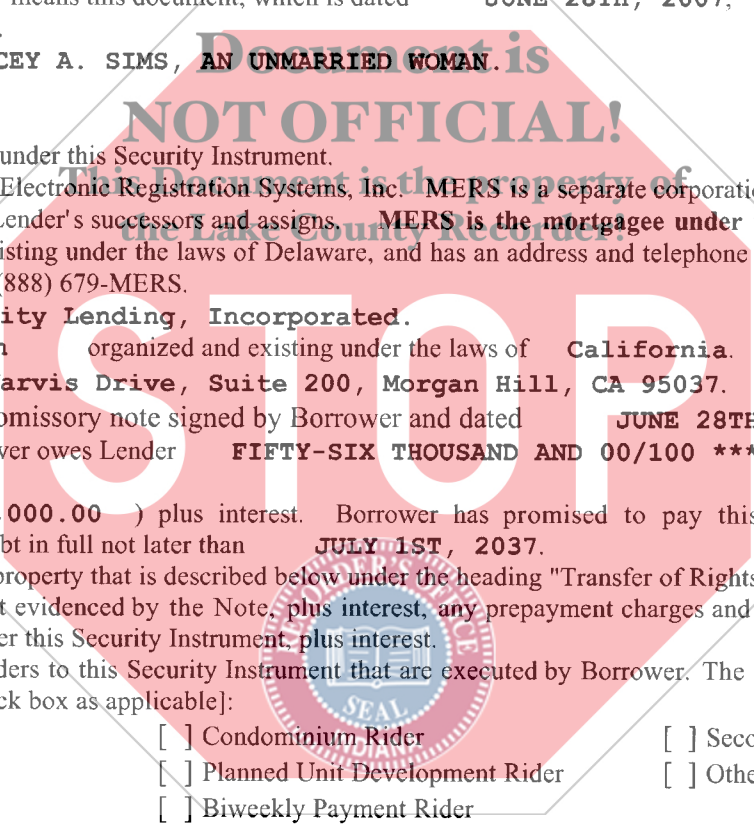 means this document, which is dated JUNE 28TH, 2007,
CEY A. SIMS, AN UNMARRIED WOMAN.
Document is
NOT OFFICIAL!
under this Security Instrument.
This Document is the property of
Electronic Registration Systems, Inc. MERS is a separate corporatio
Lender's successors and assigns. MERS is the mortgagee under
the Lake County Recorder!
isting under the laws of Delaware, and has an address and telephone
(888) 679-MERS.
STOP
ity Lending, Incorporated.
n organized and existing under the laws of California.
arvis Drive, Suite 200, Morgan Hill, CA 95037.
omissory note signed by Borrower and dated JUNE 28TH
wer owes Lender FIFTY-SIX THOUSAND AND 00/100 ***
,000.00 ) plus interest. Borrower has promised to pay this
bt in full not later than JULY 1ST, 2037.
property that is described below under the heading "Transfer of Rights
t evidenced by the Note, plus interest, any prepayment charges and
er this Security Instrument, plus interest.
ders to this Security Instrument that are executed by Borrower. The
ck box as applicable]:
RECORDER'S OFFICE
SEAL
INDIANA
[ ] Condominium Rider [ ] Seco
[ ] Planned Unit Development Rider [ ] Othe
[ ] Biweekly Payment Rider